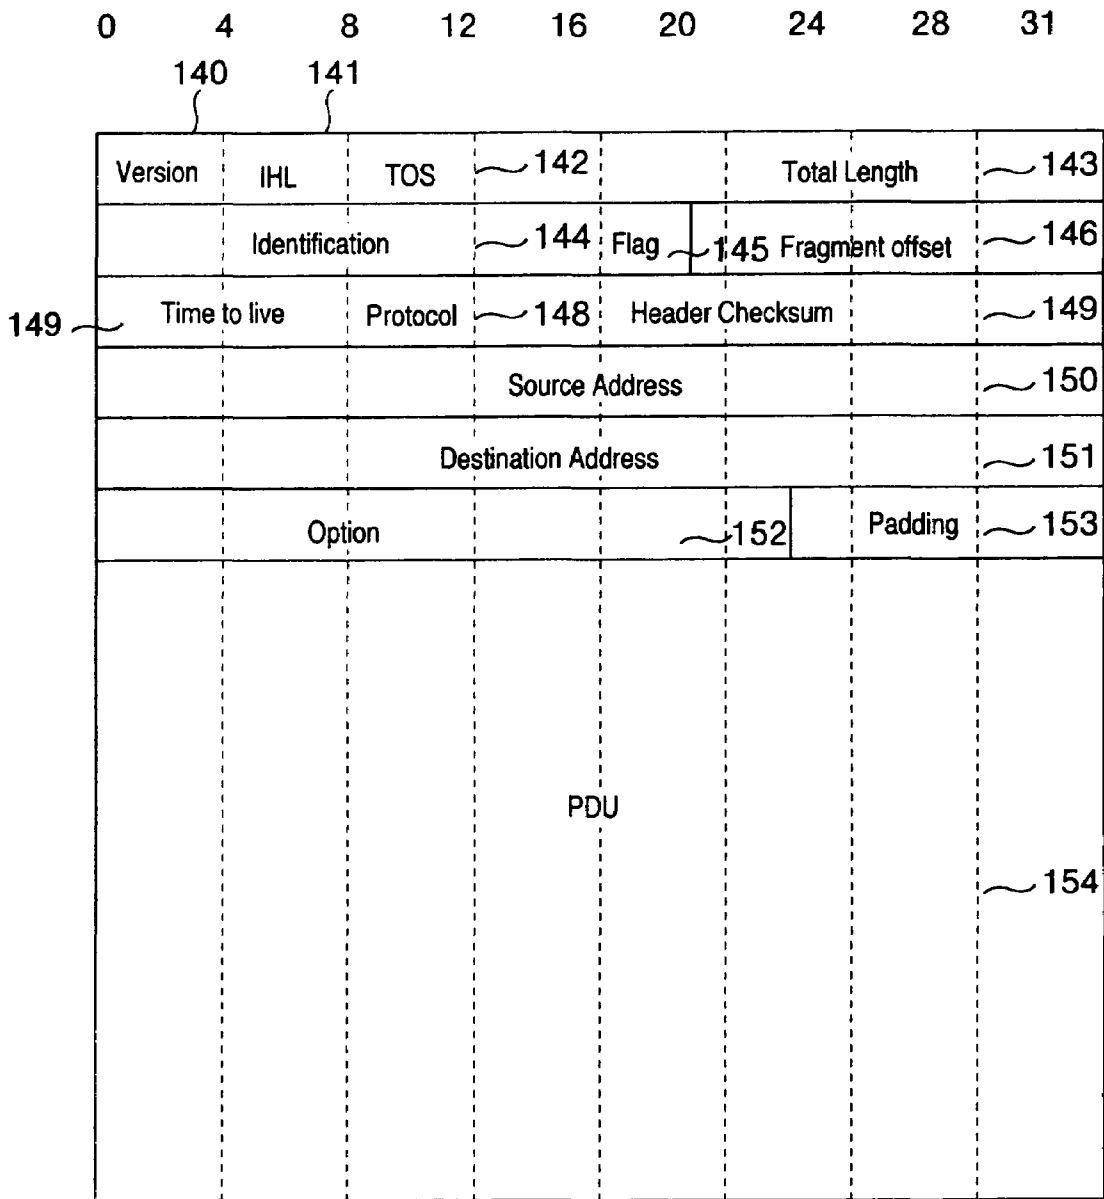 0 4 8 12 16 20 24 28 31
140 141
Version IHL TOS 142 Total Length 143
Identification 144 Flag 145 Fragment offset 146
149 Time to live Protocol 148 Header Checksum 149
Source Address 150
Destination Address 151
Option 152 Padding 153
PDU
154